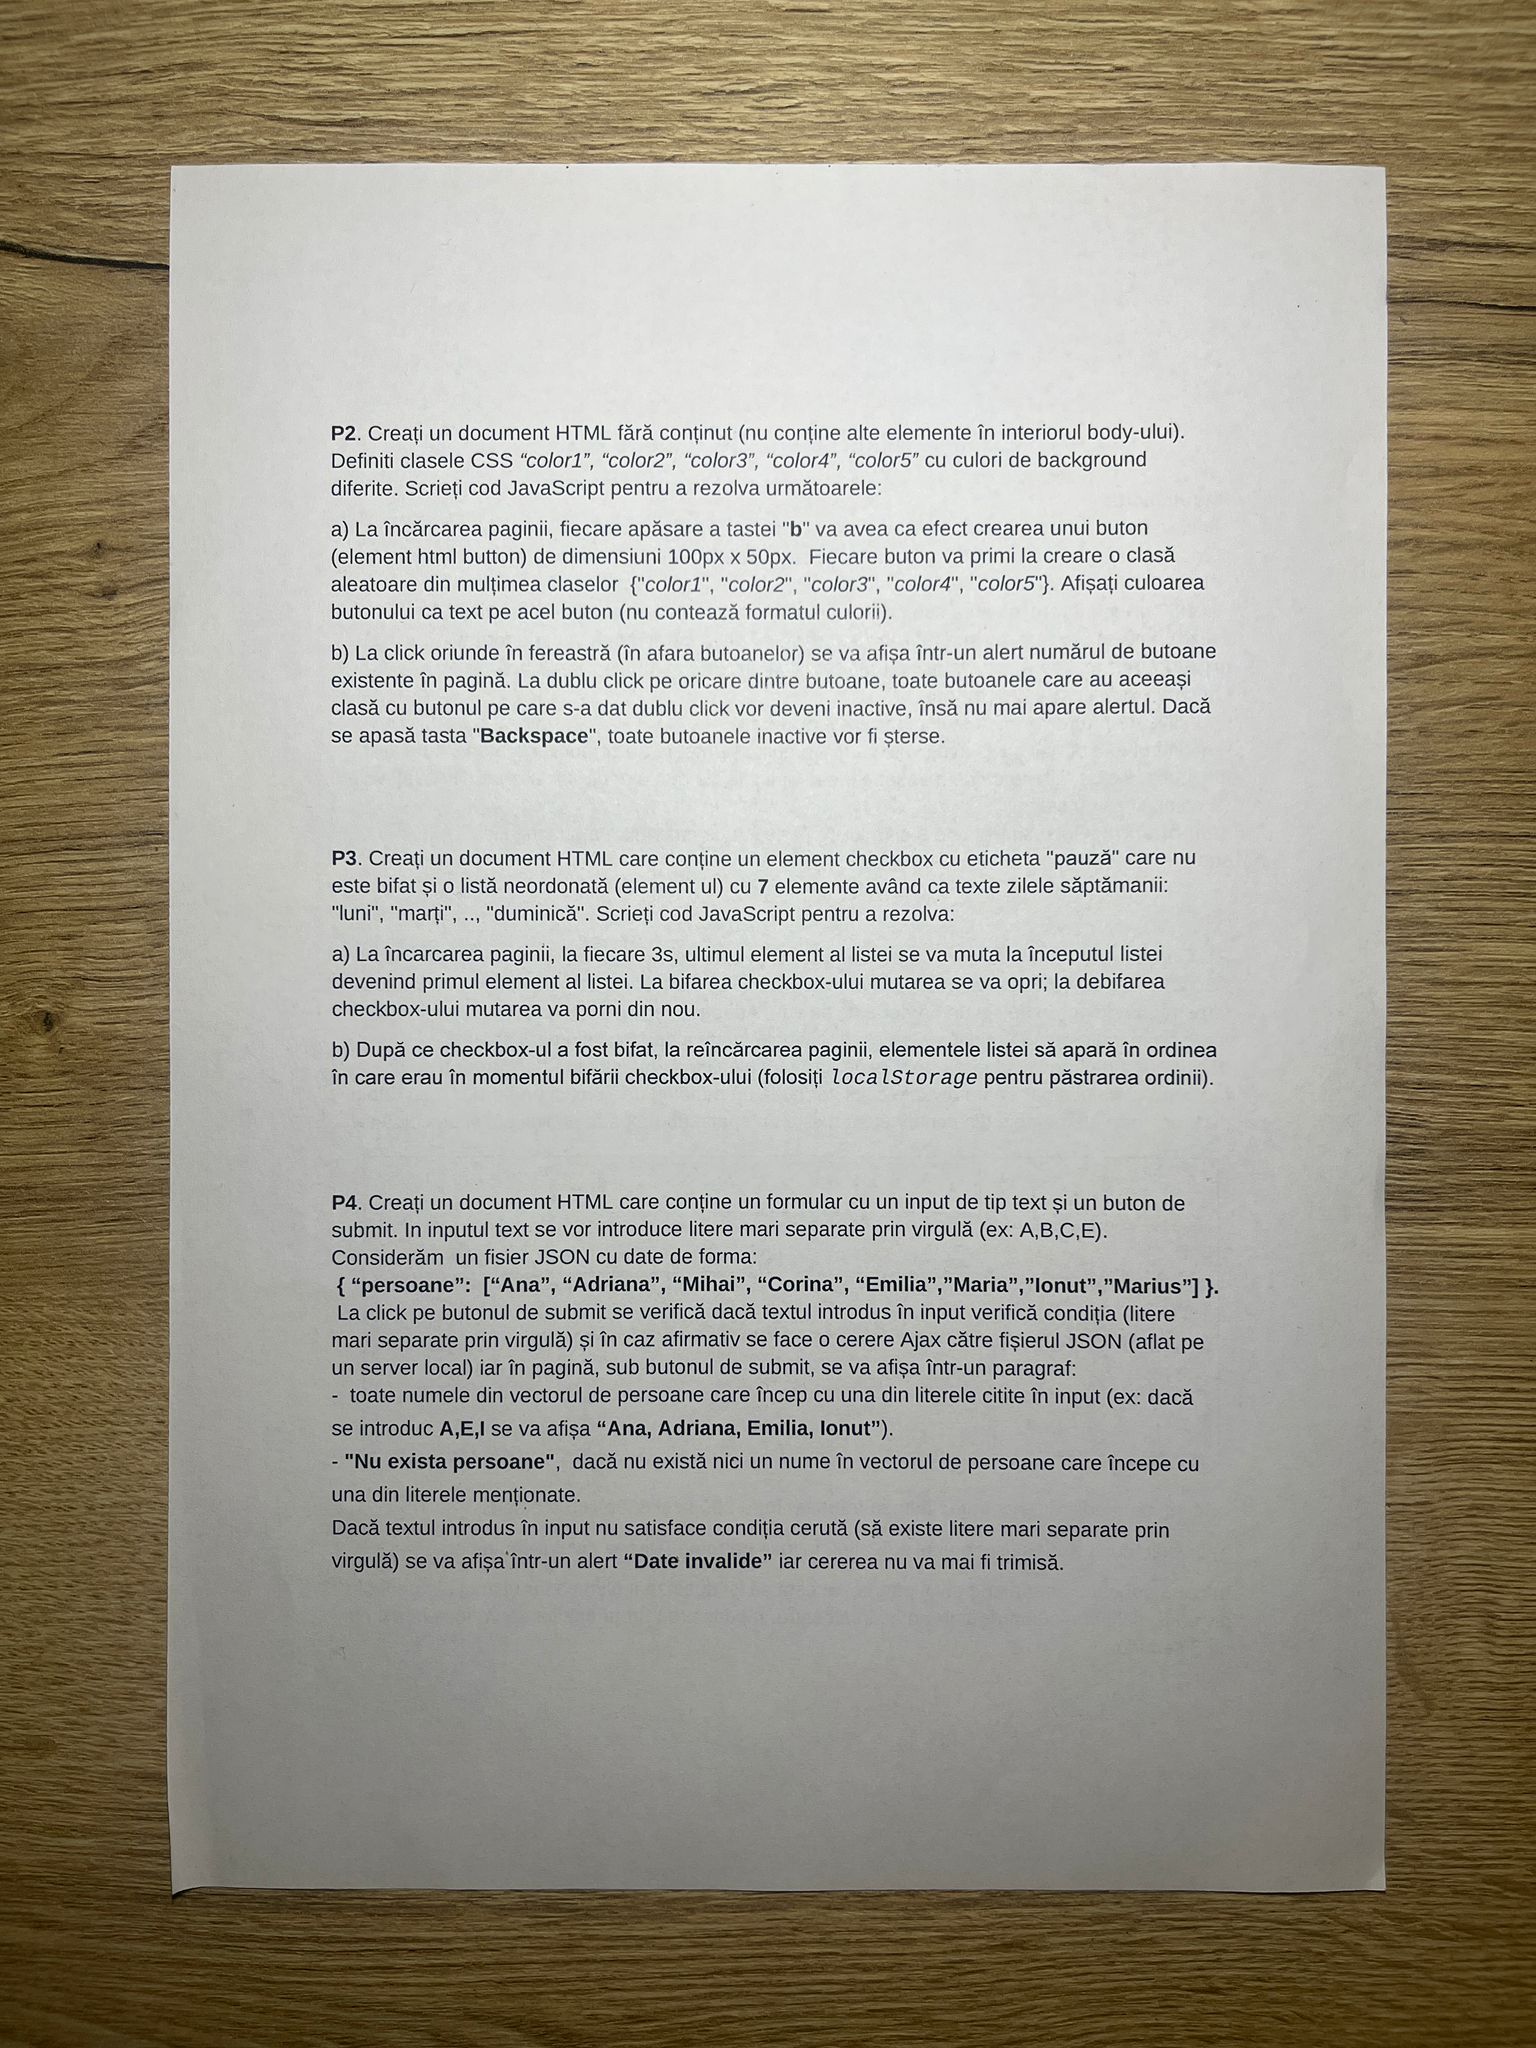 P2. Creați un document HTML fără conținut (nu conține alte elemente în interiorul body-ului).
Definiti clasele CSS “color1”, “color2”, “color3”, “color4”, “color5” cu culori de background
diferite. Scrieți cod JavaScript pentru a rezolva următoarele:
a) La încărcarea paginii, fiecare apăsare a tastei "b" va avea ca efect crearea unui buton
(element html button) de dimensiuni 100px x 50px. Fiecare buton va primi la creare o clasă
aleatoare din mulțimea claselor {"color1", "color2", "color3", "color4", "color5"}. Afișați culoarea
butonului ca text pe acel buton (nu contează formatul culorii).
b) La click oriunde în fereastră (în afara butoanelor) se va afișa într-un alert numărul de butoane
existente în pagină. La dublu click pe oricare dintre butoane, toate butoanele care au aceeași
clasă cu butonul pe care s-a dat dublu click vor deveni inactive, însă nu mai apare alertul. Dacă
se apasă tasta "Backspace", toate butoanele inactive vor fi șterse.
P3. Creați un document HTML care conține un element checkbox cu eticheta "pauză" care nu
este bifat și o listă neordonată (element ul) cu 7 elemente având ca texte zilele săptămanii:
"luni", "marți", .., "duminică". Scrieți cod JavaScript pentru a rezolva:
a) La încarcarea paginii, la fiecare 3s, ultimul element al listei se va muta la începutul listei
devenind primul element al listei. La bifarea checkbox-ului mutarea se va opri; la debifarea
checkbox-ului mutarea va porni din nou.
b) După ce checkbox-ul a fost bifat, la reîncărcarea paginii, elementele listei să apară în ordinea
în care erau în momentul bifării checkbox-ului (folosiți localStorage pentru păstrarea ordinii).
P4. Creați un document HTML care conține un formular cu un input de tip text și un buton de
submit. In inputul text se vor introduce litere mari separate prin virgulă (ex: A,B,C,E).
Considerăm un fisier JSON cu date de forma:
{ “persoane”: [“Ana”, “Adriana”, “Mihai”, “Corina”, “Emilia”,”Maria”,”Ionut”,”Marius”] }.
La click pe butonul de submit se verifică dacă textul introdus în input verifică condiția (litere
mari separate prin virgulă) și în caz afirmativ se face o cerere Ajax către fișierul JSON (aflat pe
un server local) iar în pagină, sub butonul de submit, se va afișa într-un paragraf:
- toate numele din vectorul de persoane care încep cu una din literele citite în input (ex: dacă
se introduc A,E,I se va afișa “Ana, Adriana, Emilia, Ionut”).
- "Nu exista persoane", dacă nu există nici un nume în vectorul de persoane care începe cu
una din literele menționate.
Dacă textul introdus în input nu satisface condiția cerută (să existe litere mari separate prin
virgulă) se va afișa într-un alert “Date invalide” iar cererea nu va mai fi trimisă.